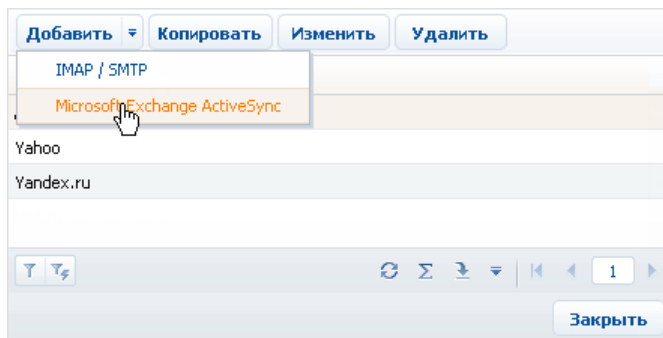 Добавить Копировать Изменить Удалить
IMAP / SMTP
Microsoft Exchange ActiveSync
Yahoo
Yandex.ru
1
Закрыть